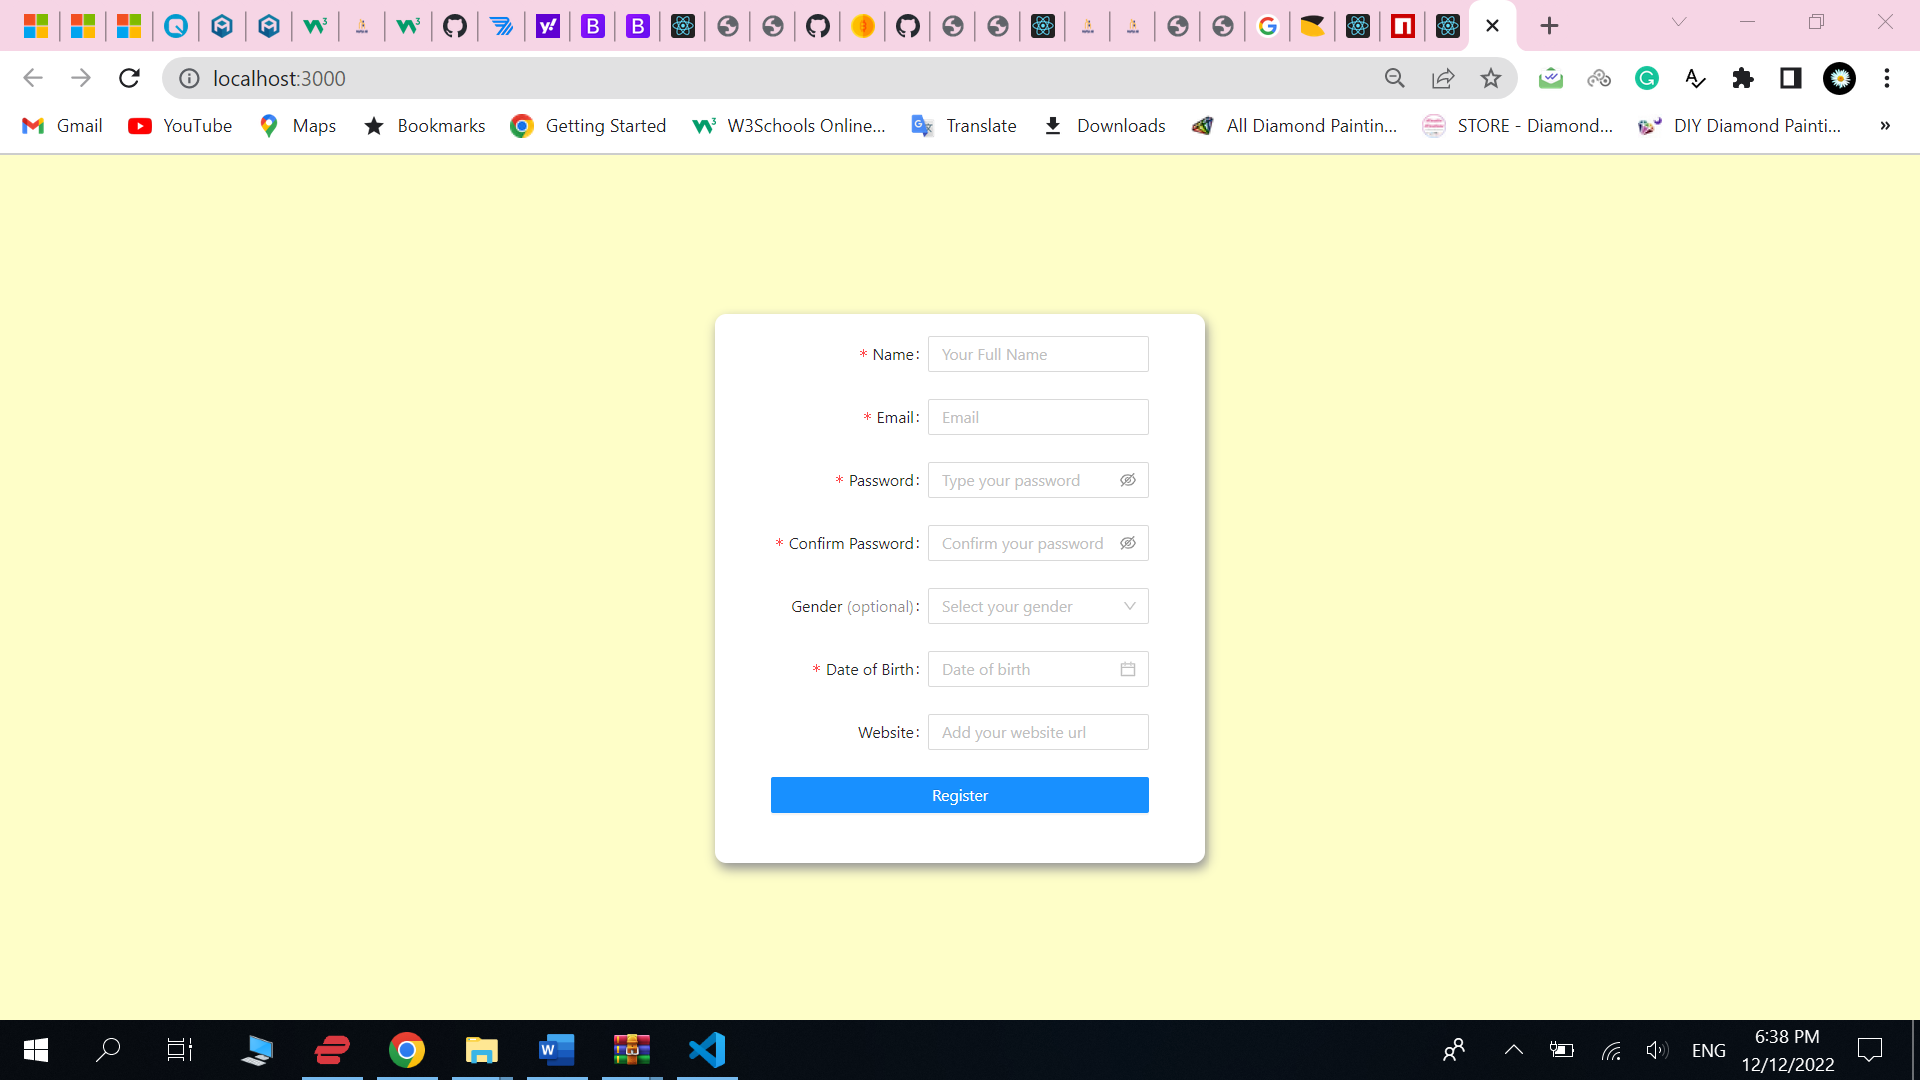 localhost:3000
Gmail YouTube Maps Bookmarks Getting Started W3Schools Online... Translate Downloads All Diamond Paintin... STORE - Diamond... DIY Diamond Painti... »
* Name: Your Full Name
* Email: Email
* Password: Type your password
* Confirm Password: Confirm your password
Gender (optional): Select your gender
* Date of Birth: Date of birth
Website: Add your website url
Register
ENG
6:38 PM
12/12/2022